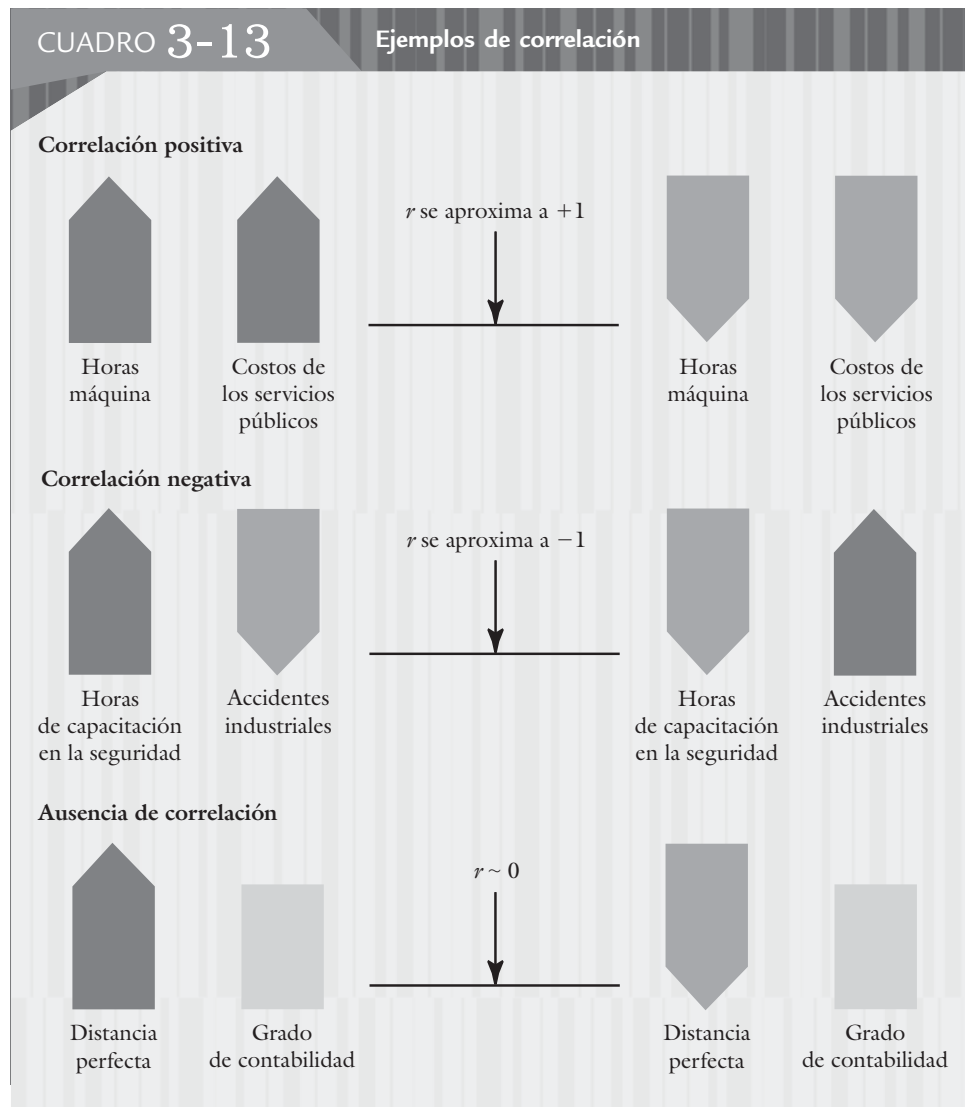 CUADRO 3-13
Ejemplos de correlación
Correlación positiva
r se aproxima a +1
Horas
máquina
Costos de
los servicios
públicos
Horas
máquina
Costos de
los servicios
públicos
Correlación negativa
r se aproxima a −1
Horas
de capacitación
en la seguridad
Accidentes
industriales
Horas
de capacitación
en la seguridad
Accidentes
industriales
Ausencia de correlación
r ~ 0
Distancia
perfecta
Grado
de contabilidad
Distancia
perfecta
Grado
de contabilidad